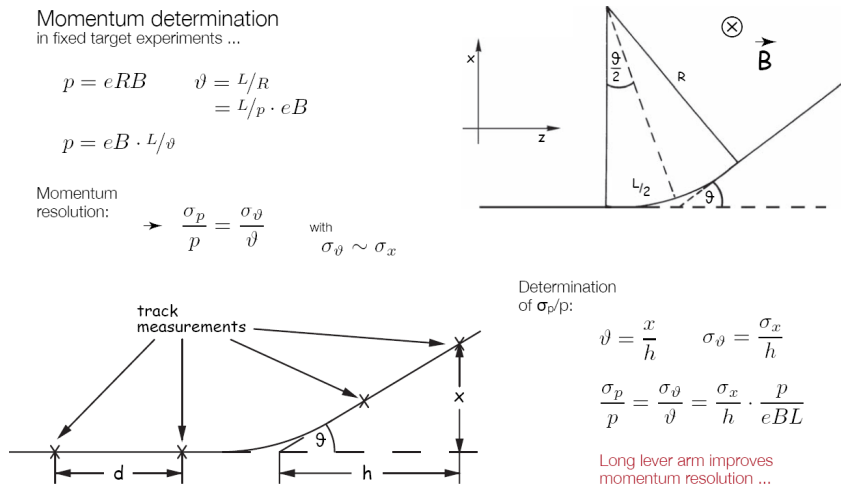 Momentum determination
in fixed target experiments ...
p = eRB ϑ = L/R
= L/p · eB
p = eB · L/ϑ
Momentum
resolution:
σp/p = σϑ/ϑ
with
σϑ ∼ σx
x
z
ϑ/2
R
B
L/2
ϑ
track
measurements
x
ϑ
d
h
Determination
of σp/p:
ϑ = x/h σϑ = σx/h
σp/p = σϑ/ϑ = σx/h · p/eBL
Long lever arm improves
momentum resolution ...